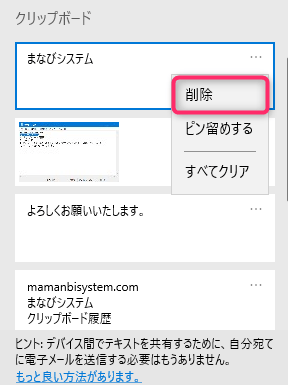 クリップボード
まなびシステム
削除
ピン留めする
すべてクリア
よろしくお願いいたします。
mamanbisystem.com
まなびシステム
クリップボード履歴
ヒント: デバイス間でテキストを共有するために、自分宛て
に電子メールを送信する必要はもうありません。
もっと良い方法があります。